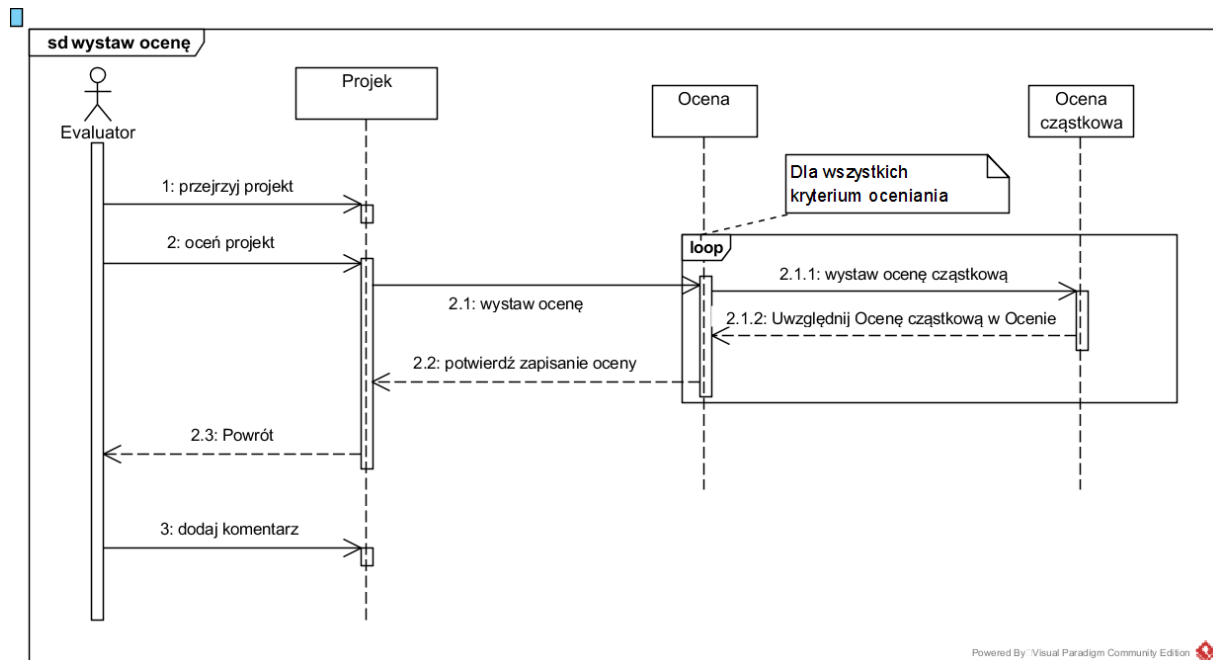 sd wystaw ocenę
Evaluator
Projek
Ocena
Ocena
cząstkowa
Dla wszystkich
kryterium oceniania
1: przejrzyj projekt
2: oceń projekt
loop
2.1.1: wystaw ocenę cząstkową
2.1: wystaw ocenę
2.1.2: Uwzględnij Ocenę cząstkową w Ocenie
2.2: potwierdź zapisanie oceny
2.3: Powrót
3: dodaj komentarz
Powered By Visual Paradigm Community Edition